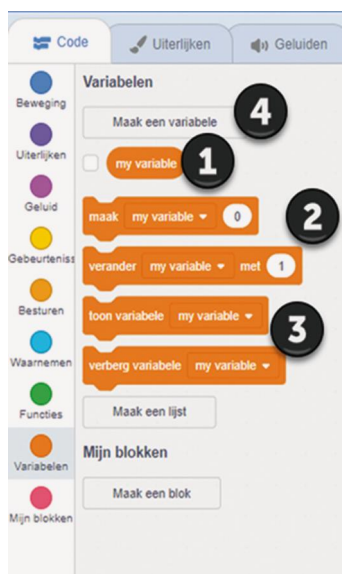 Code Uiterlijken Geluiden
Beweging
Uiterlijken
Geluid
Gebeurteniss
Besturen
Waarnemen
Functies
Variabelen
Mijn blokken
Variabelen
Maak een variabele 4
my variable 1
maak my variable 0 2
verander my variable met 1
toon variabele my variable 3
verberg variabele my variable
Maak een lijst
Mijn blokken
Maak een blok